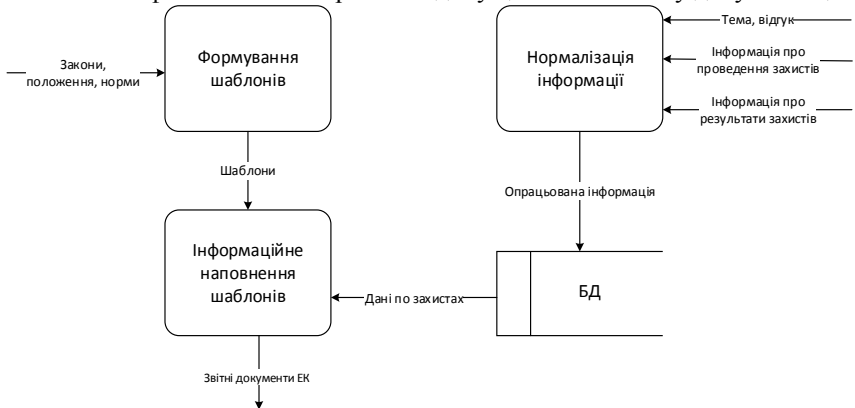 Тема, відгук
Формування
шаблонів
Нормалізація
інформації
Закони,
положення, норми
Інформація про
проведення захистів
Інформація про
результати захистів
Шаблони
Опрацьована інформація
Інформаційне
наповнення
шаблонів
Дані по захистах
БД
Звітні документи ЕК